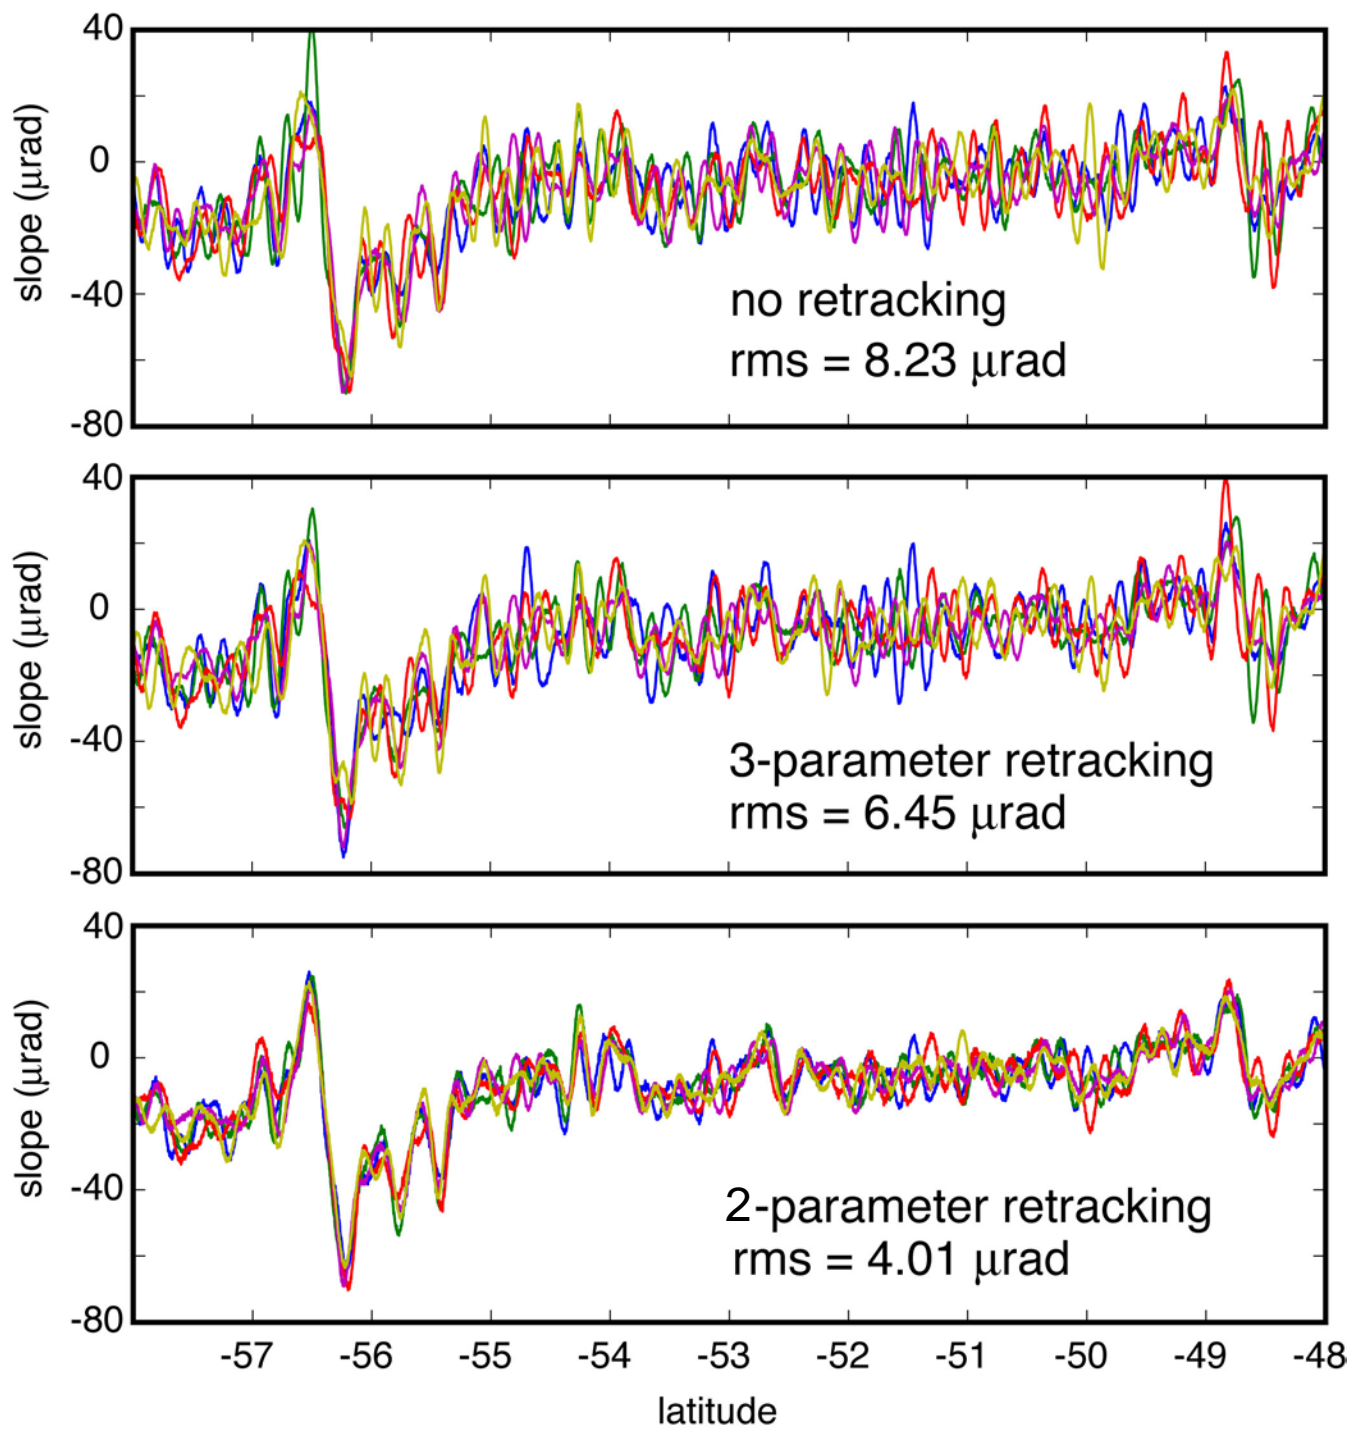 40
0
-40
-80
slope (μrad)
no retracking
rms = 8.23 μrad
40
0
-40
-80
slope (μrad)
3-parameter retracking
rms = 6.45 μrad
40
0
-40
-80
slope (μrad)
2-parameter retracking
rms = 4.01 μrad
-57 -56 -55 -54 -53 -52 -51 -50 -49 -48
latitude